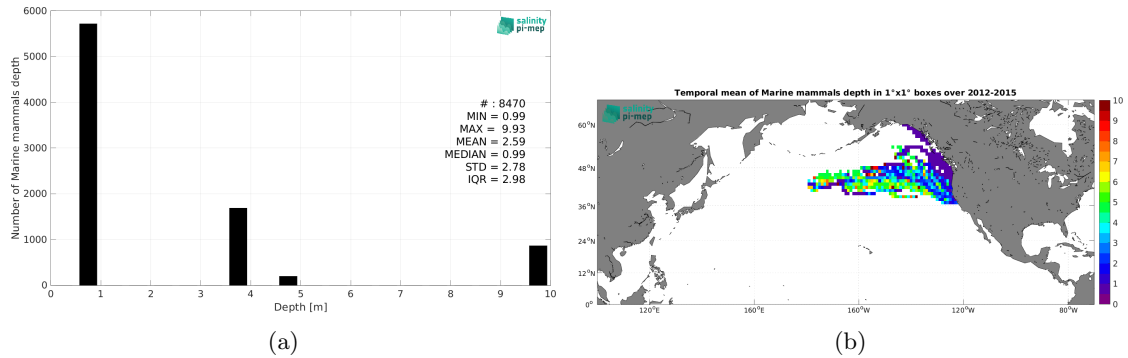 6000
5000
4000
3000
2000
1000
0
Number of Marine mammals depth
salinity
pi-mep
# : 8470
MIN = 0.99
MAX = 9.93
MEAN = 2.59
MEDIAN = 0.99
STD = 2.78
IQR = 2.98
0 1 2 3 4 5 6 7 8 9 10
Depth [m]
(a)
Temporal mean of Marine mammals depth in 1°x1° boxes over 2012-2015
salinity
pi-mep
60°N
48°N
36°N
24°N
12°N
0°
120°E 160°E 160°W 120°W 80°W
10
9
8
7
6
5
4
3
2
1
0
(b)